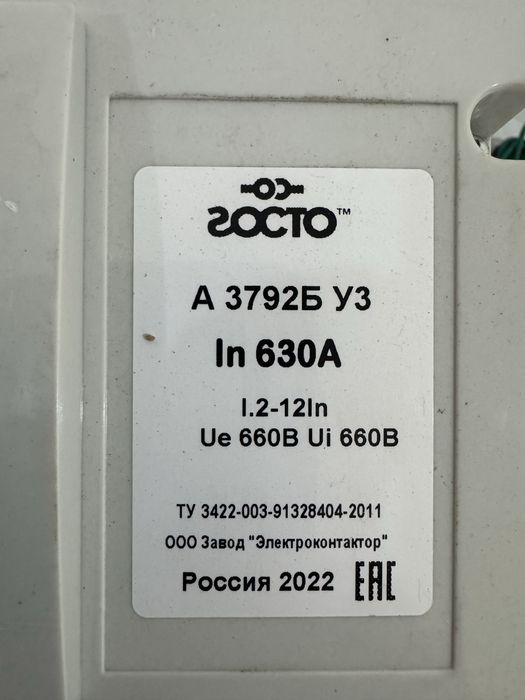 ГОСТО™
А 3792Б У3
In 630А
I.2-12In
Ue 660В Ui 660В
ТУ 3422-003-91328404-2011
ООО Завод "Электроконтактор"
Россия 2022 ЕАС